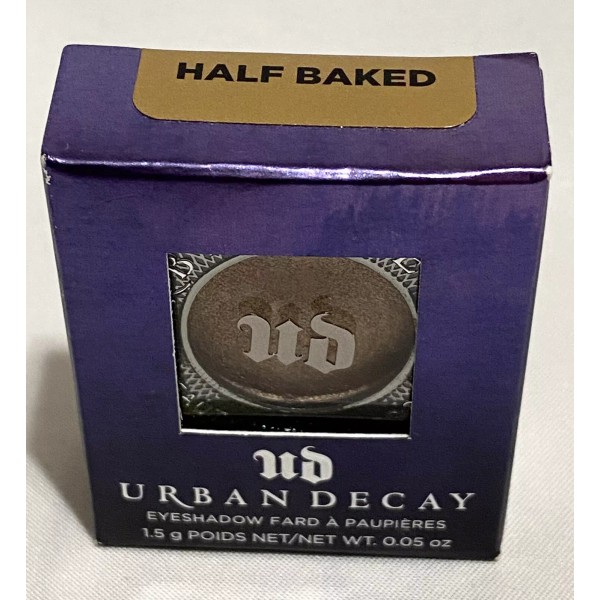 HALF BAKED
ud
ud
URBAN DECAY
EYESHADOW FARD À PAUPIÈRES
1.5 g POIDS NET/NET WT. 0.05 oz